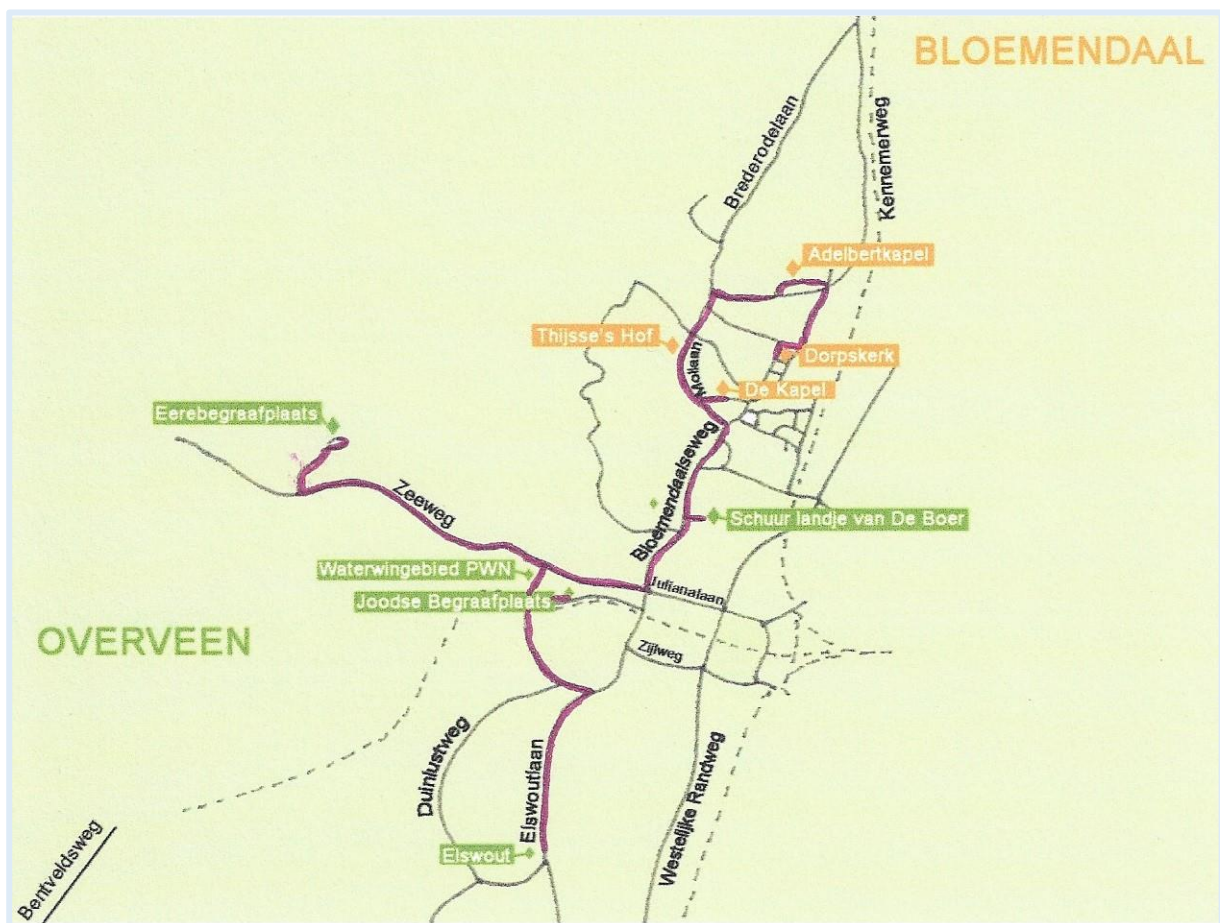 BLOEMENDAAL
Brederodelaan
Kennemerweg
Adelbertkapel
Thijsse's Hof
Mollaan
Dorpskerk
De Kapel
Eerebegraafplaats
Zeeweg
Bloemendaalseweg
Schuur landje van De Boer
Waterwingebied PWN
Julianalaan
Joodse Begraafplaats
OVERVEEN
Zijlweg
Duinlustweg
Elswoutlaan
Westelijke Randweg
Elswout
Bentveldsweg